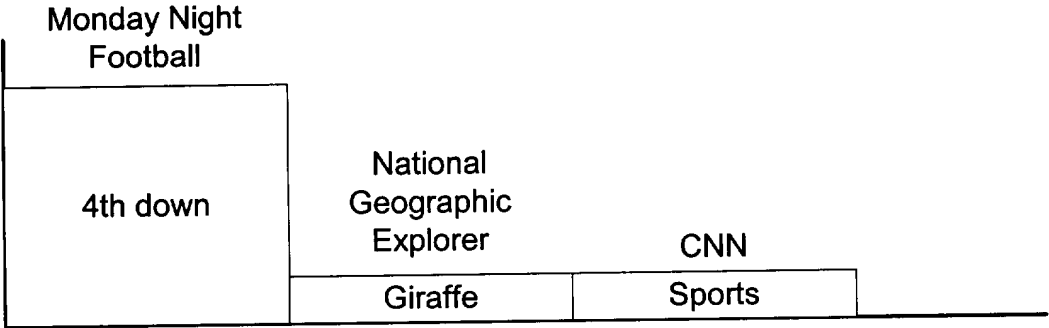 Monday Night
Football
4th down
National
Geographic
Explorer
Giraffe
CNN
Sports